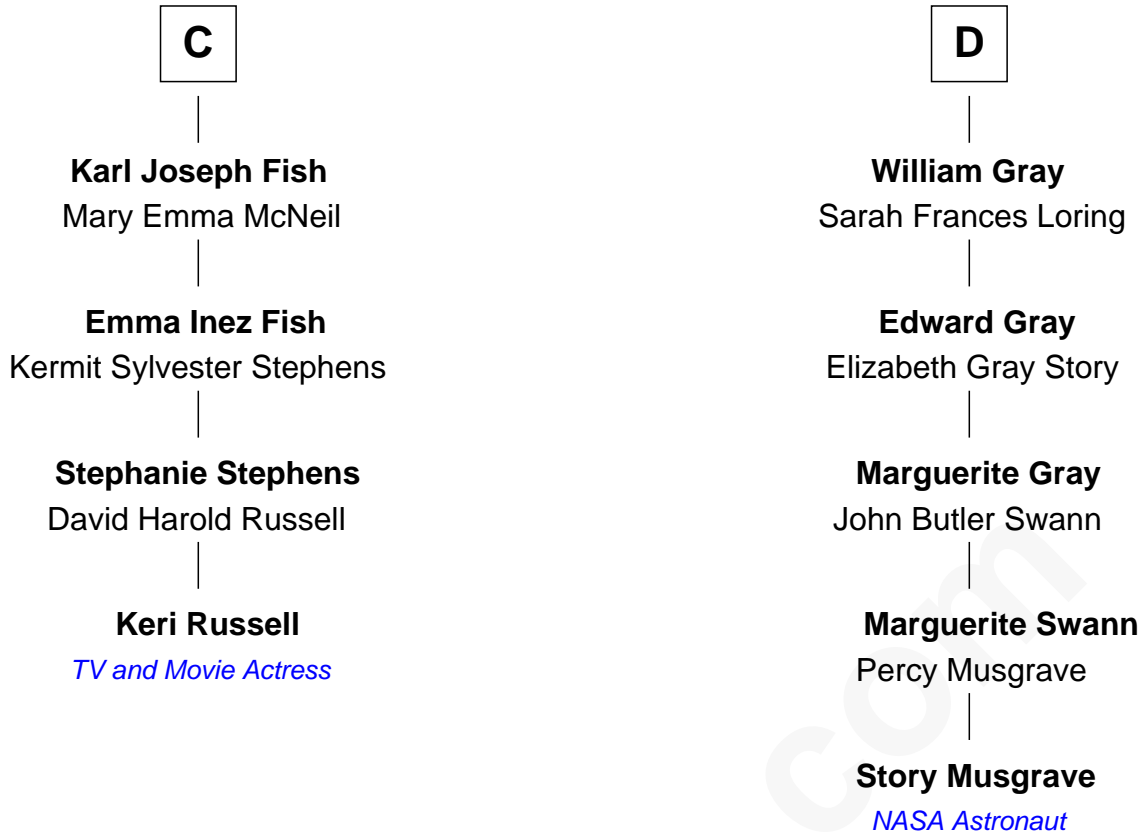 C
Karl Joseph Fish
Mary Emma McNeil
Emma Inez Fish
Kermit Sylvester Stephens
Stephanie Stephens
David Harold Russell
Keri Russell
TV and Movie Actress
D
William Gray
Sarah Frances Loring
Edward Gray
Elizabeth Gray Story
Marguerite Gray
John Butler Swann
Marguerite Swann
Percy Musgrave
Story Musgrave
NASA Astronaut
com